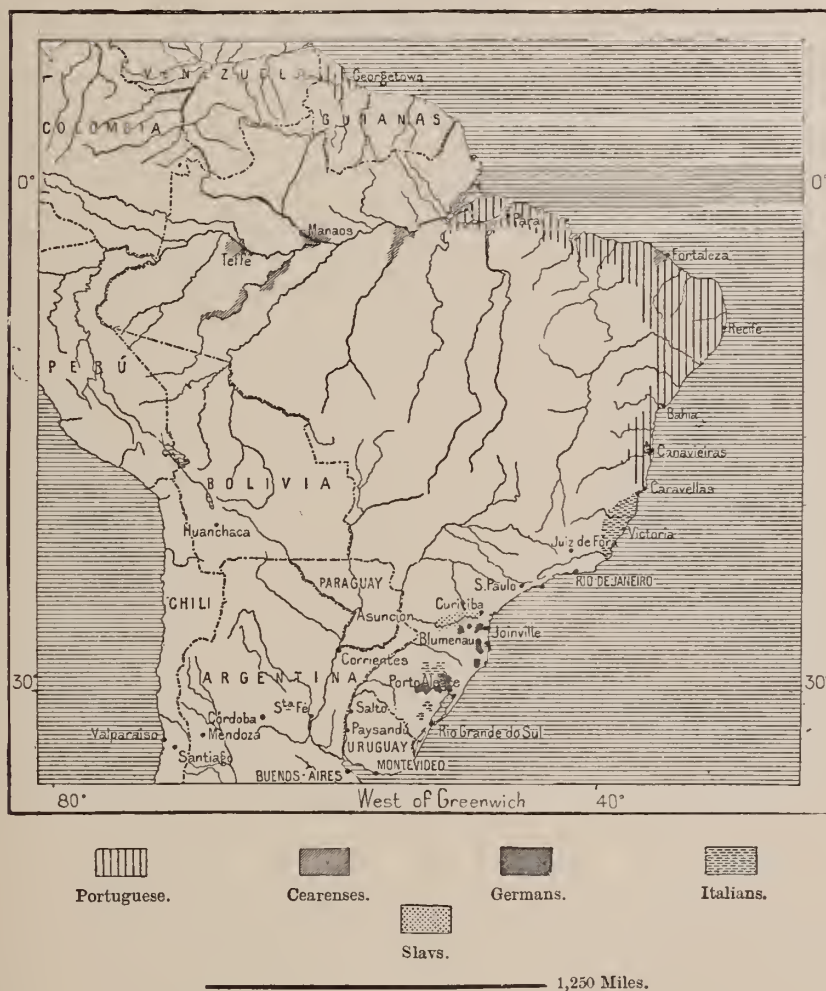 VENEZUELA
Georgetown
COLOMBIA
GUIANAS
0°
0°
Manaos
Pará
Teffe
Fortaleza
PERÚ
Recife
Bahia
Canavieiras
BOLIVIA
Caravellas
Huanchaca
Victoria
Juiz de Fora
PARAGUAY
S. Paulo
RIO DE JANEIRO
CHILI
Curitiba
Asuncion
Blumenau
Joinville
Corrientes
ARGENTINA
Porto Alegre
30°
30°
Sta Fé
Salto
Córdoba
Valparaiso
Mendoza
Paysandú
Rio Grande do Sul
Santiago
URUGUAY
MONTEVIDEO
BUENOS-AIRES
80°
West of Greenwich
40°
Portuguese.
Cearenses.
Germans.
Italians.
Slavs.
1,250 Miles.